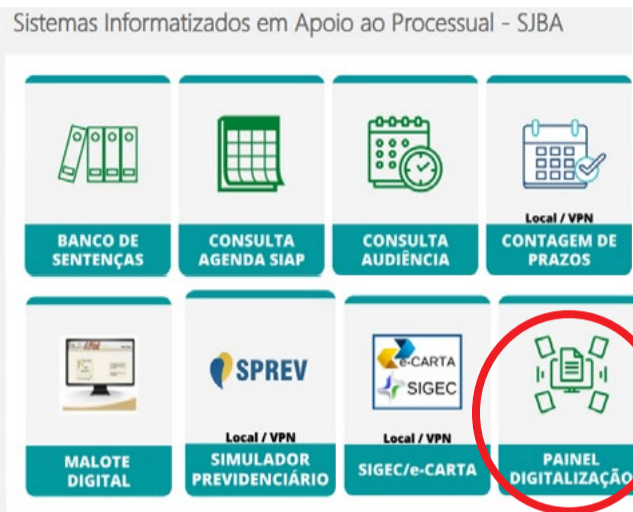 Sistemas Informatizados em Apoio ao Processual - SJBA
BANCO DE
SENTENÇAS
CONSULTA
AGENDA SIAP
CONSULTA
AUDIÊNCIA
Local / VPN
CONTAGEM DE
PRAZOS
MALOTE
DIGITAL
SPREV
Local / VPN
SIMULADOR
PREVIDENCIÁRIO
e-CARTA
SIGEC
Local / VPN
SIGEC/e-CARTA
PAINEL
DIGITALIZAÇÃO